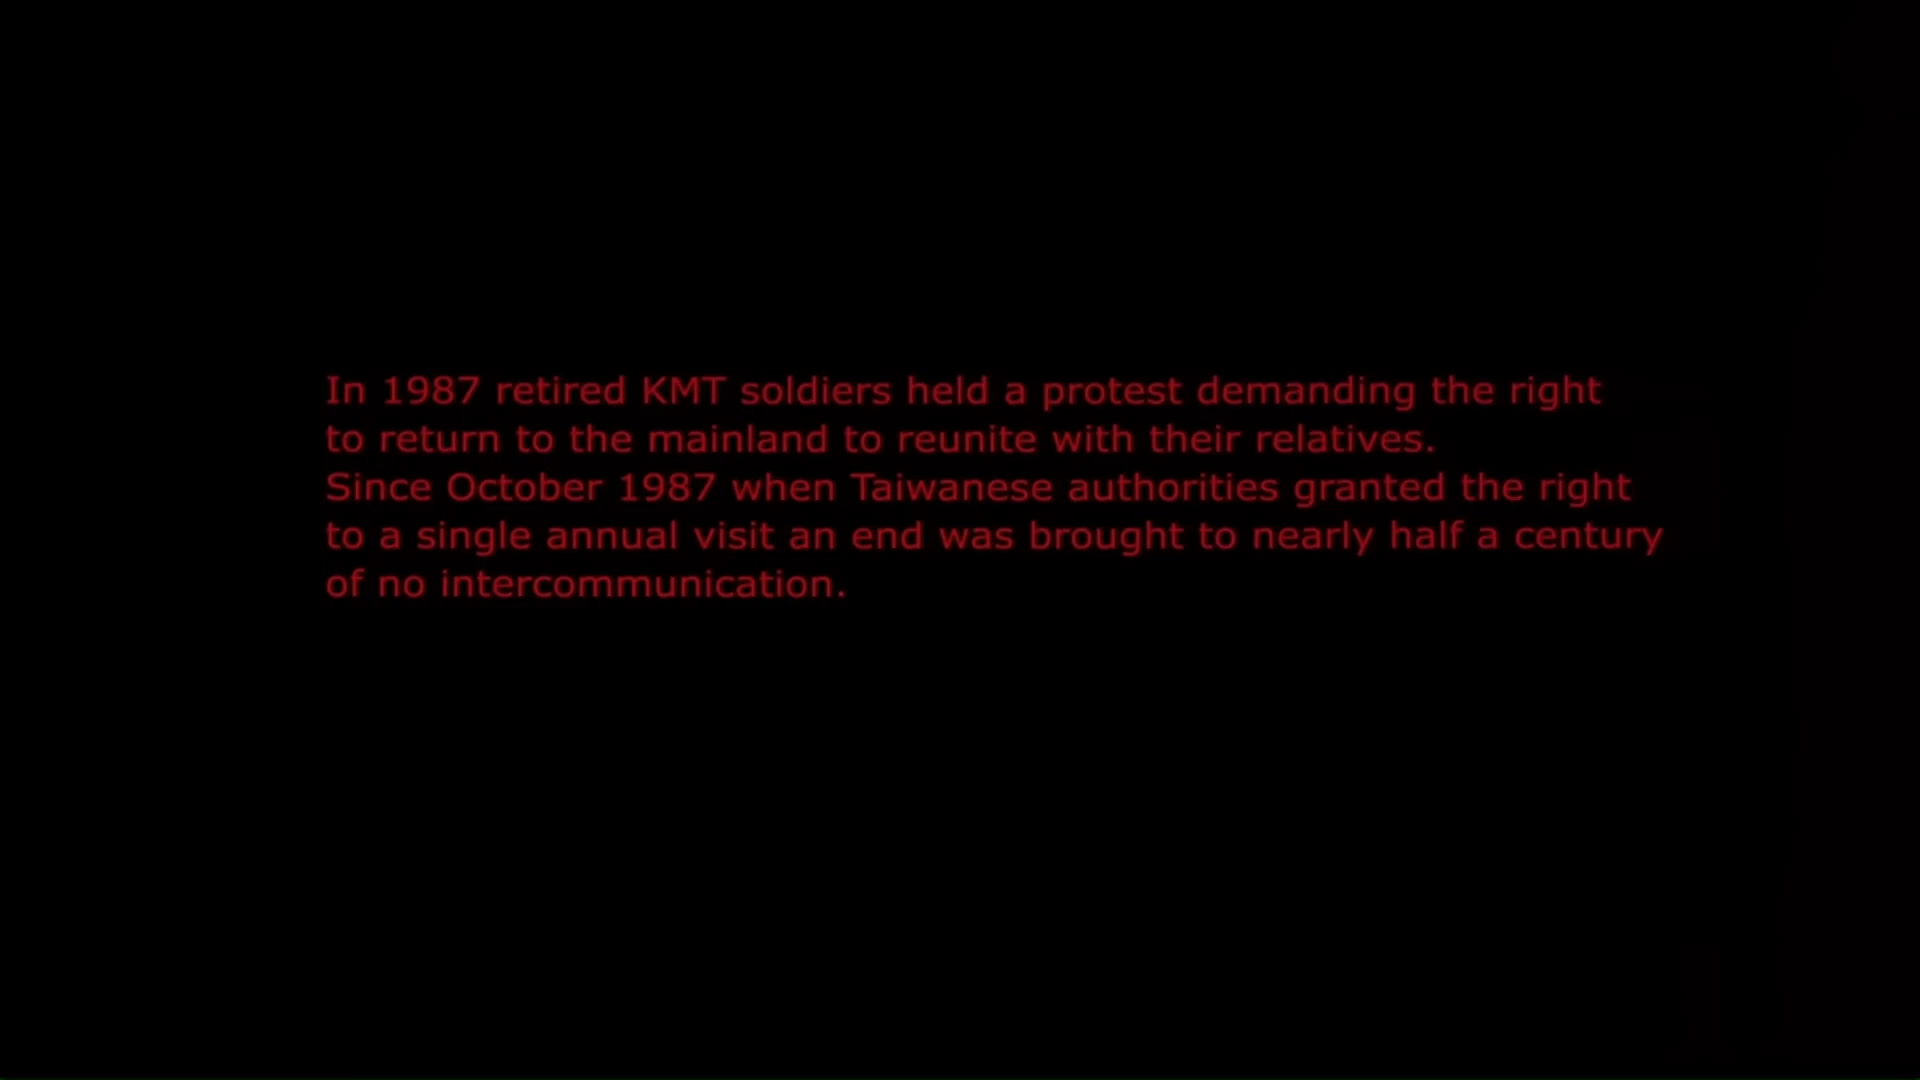 In 1987 retired KMT soldiers held a protest demanding the right
to return to the mainland to reunite with their relatives.
Since October 1987 when Taiwanese authorities granted the right
to a single annual visit an end was brought to nearly half a century
of no intercommunication.